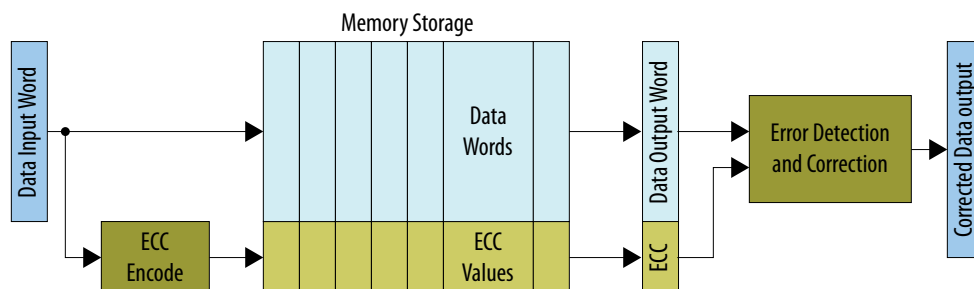 Memory Storage
Data Input Word
Data
Words
Data Output Word
Error Detection
and Correction
Corrected Data output
ECC
Encode
ECC
Values
ECC